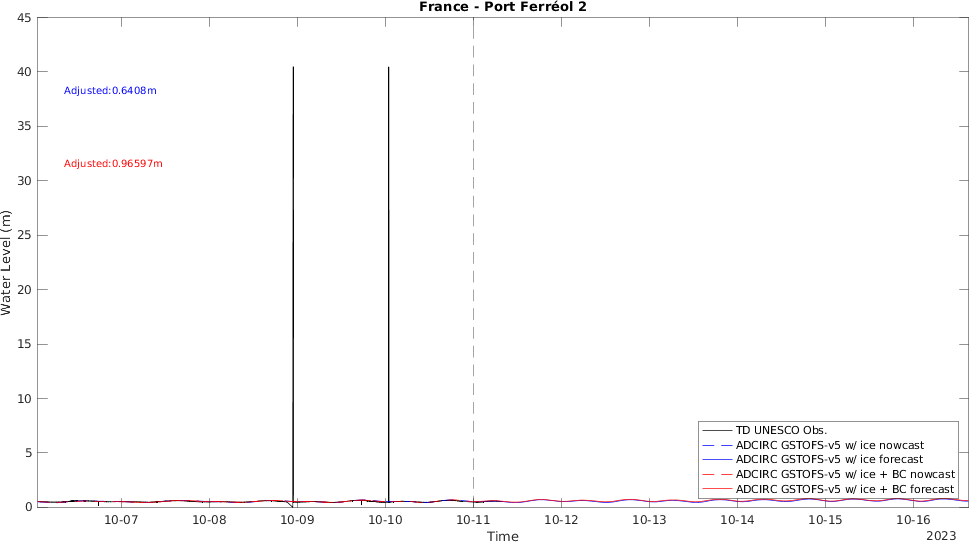 France - Port Ferréol 2
45
40
35
30
25
20
15
10
5
0
Water Level (m)
Adjusted:0.6408m
Adjusted:0.96597m
TD UNESCO Obs.
ADCIRC GSTOFS-v5 w/ ice nowcast
ADCIRC GSTOFS-v5 w/ ice forecast
ADCIRC GSTOFS-v5 w/ ice + BC nowcast
ADCIRC GSTOFS-v5 w/ ice + BC forecast
10-07 10-08 10-09 10-10 10-11 10-12 10-13 10-14 10-15 10-16
Time
2023